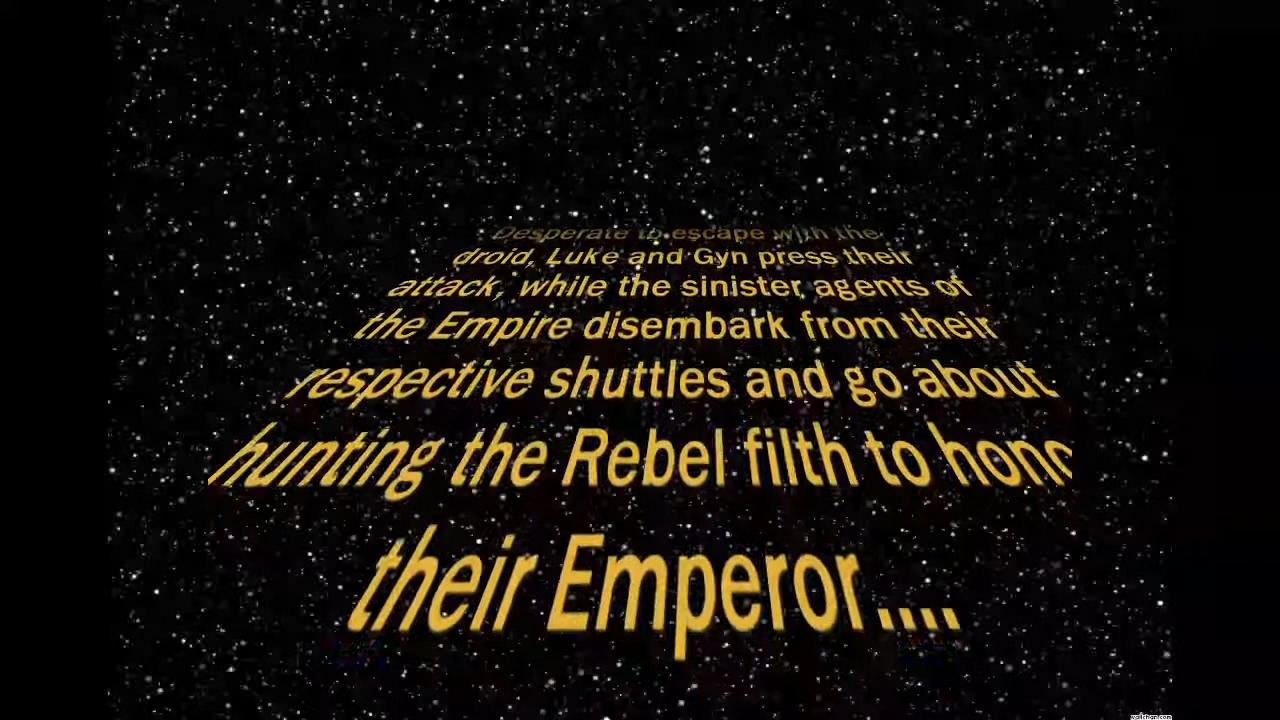 Desperate to escape with the
droid, Luke and Gyn press their
attack, while the sinister agents of
the Empire disembark from their
respective shuttles and go about
hunting the Rebel filth to hono
their Emperor....